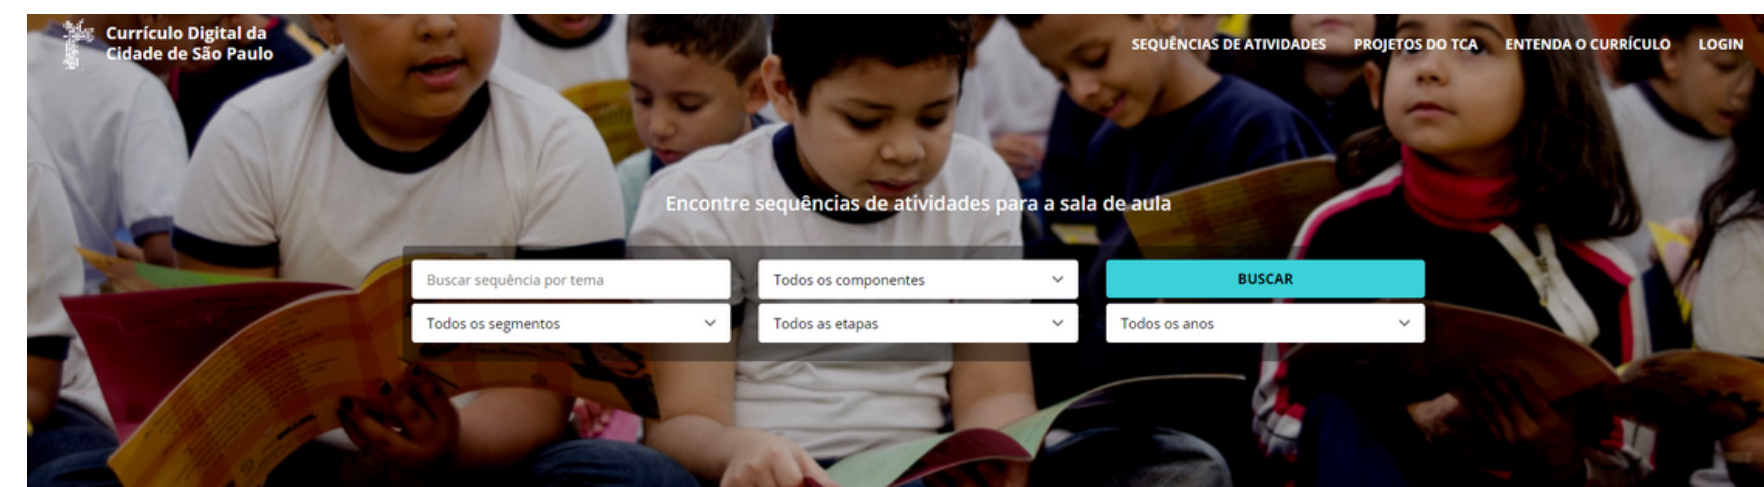 Currículo Digital da
Cidade de São Paulo
SEQUÊNCIAS DE ATIVIDADES PROJETOS DO TCA ENTENDA O CURRÍCULO LOGIN
Encontre sequências de atividades para a sala de aula
Buscar sequência por tema
Todos os componentes
BUSCAR
Todos os segmentos
Todas as etapas
Todos os anos